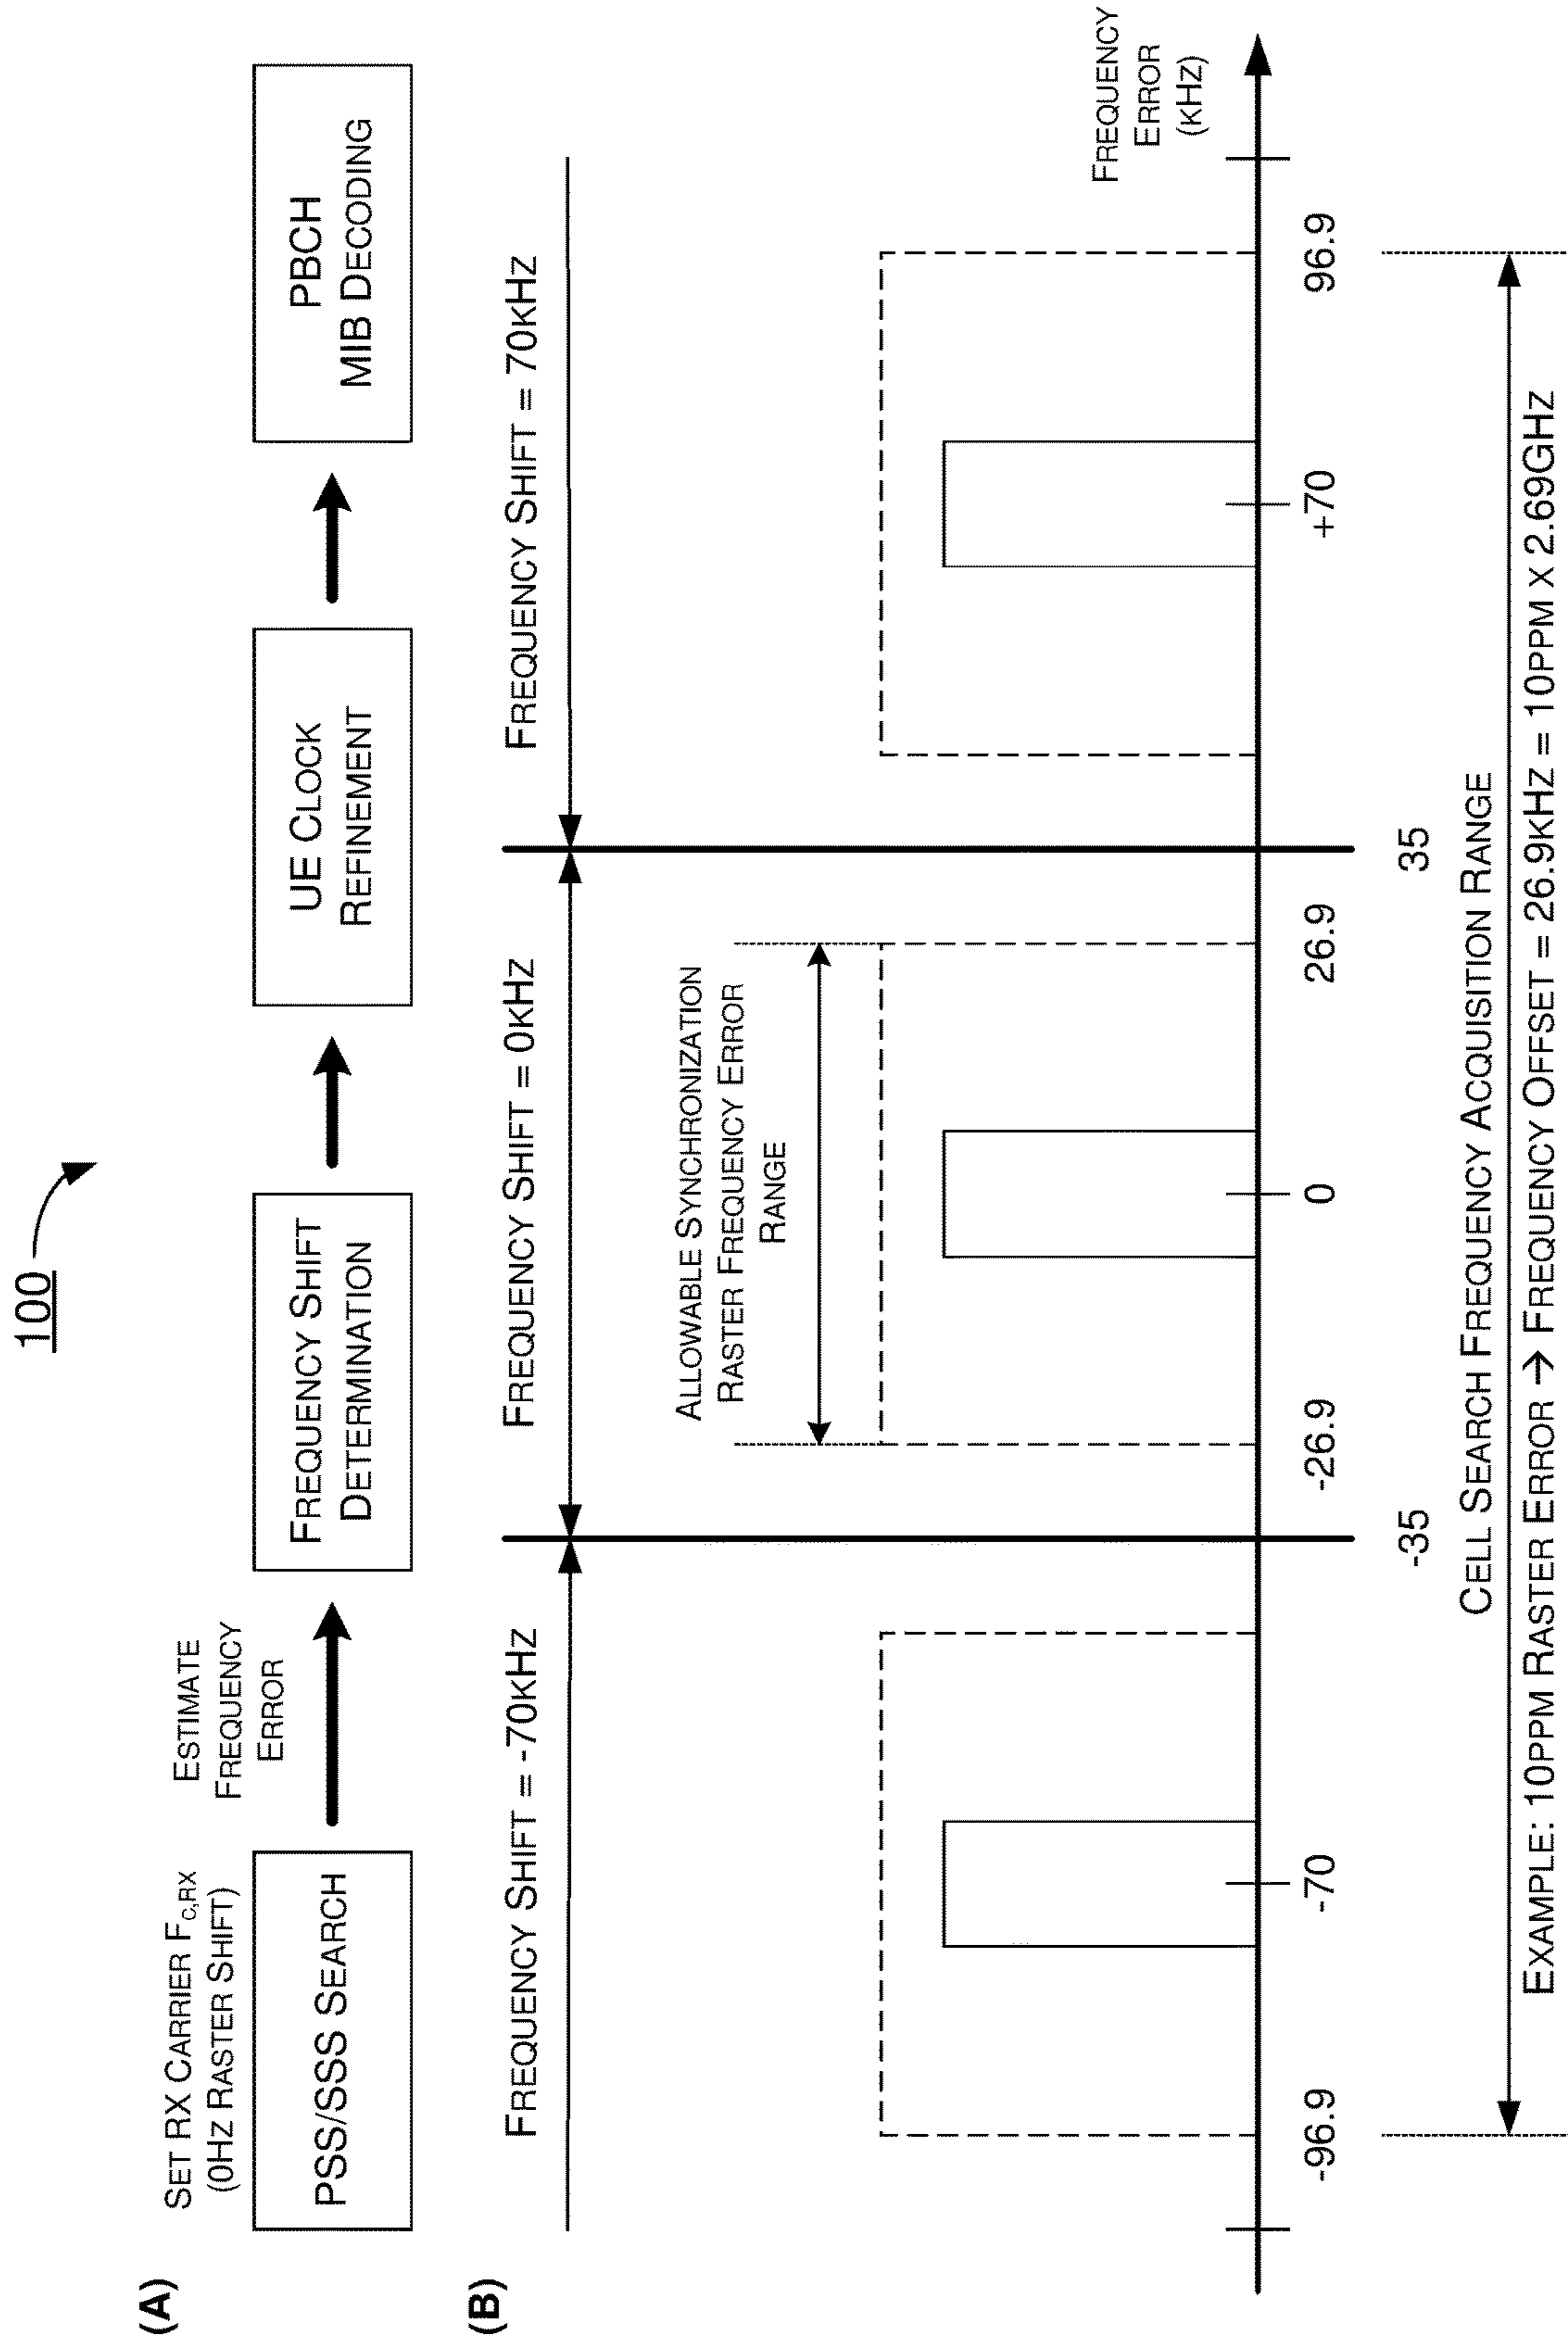 100
(A)
SET RX CARRIER F_C,RX
(0HZ RASTER SHIFT)
PSS/SSS SEARCH
ESTIMATE
FREQUENCY
ERROR
FREQUENCY SHIFT
DETERMINATION
UE CLOCK
REFINEMENT
PBCH
MIB DECODING
(B)
FREQUENCY SHIFT = -70KHZ
FREQUENCY SHIFT = 0KHZ
FREQUENCY SHIFT = 70KHZ
ALLOWABLE SYNCHRONIZATION
RASTER FREQUENCY ERROR
RANGE
FREQUENCY
ERROR
(KHZ)
-96.9
-70
-26.9
0
26.9
+70
96.9
-35
35
CELL SEARCH FREQUENCY ACQUISITION RANGE
EXAMPLE: 10PPM RASTER ERROR → FREQUENCY OFFSET = 26.9KHZ = 10PPM X 2.69GHZ